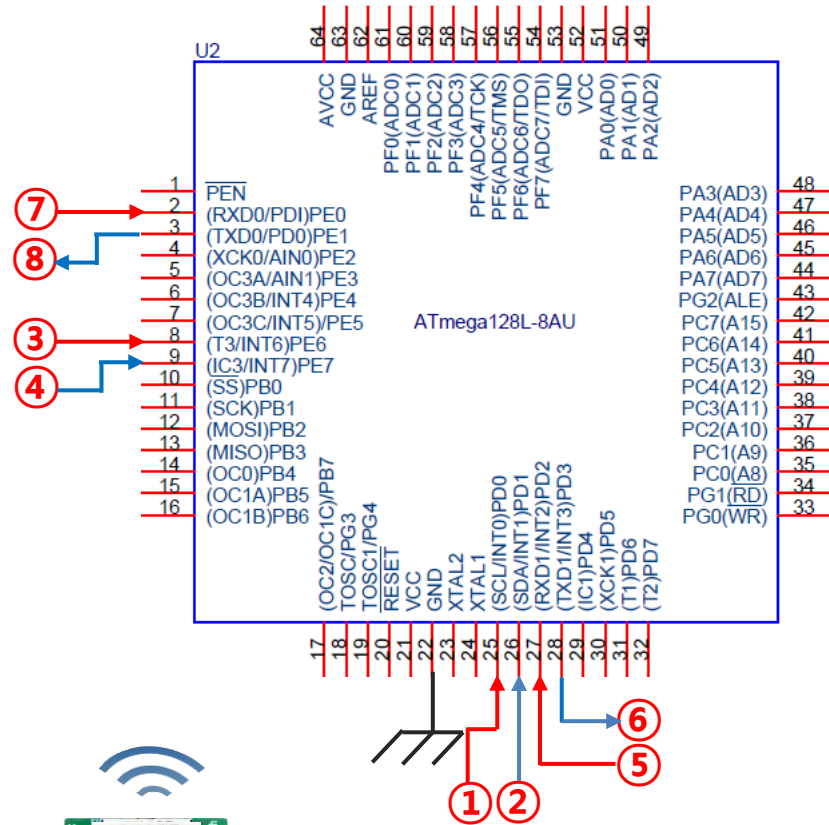 U2
64 63 62 61 60 59 58 57 56 55 54 53 52 51 50 49
AVCC
GND
AREF
PF0(ADC0)
PF1(ADC1)
PF2(ADC2)
PF3(ADC3)
PF4(ADC4/TCK)
PF5(ADC5/TMS)
PF6(ADC6/TDO)
PF7(ADC7/TDI)
GND
VCC
PA0(AD0)
PA1(AD1)
PA2(AD2)
1 PEN
⑦ 2 (RXD0/PDI)PE0
⑧ 3 (TXD0/PD0)PE1
4 (XCK0/AIN0)PE2
5 (OC3A/AIN1)PE3
6 (OC3B/INT4)PE4
7 (OC3C/INT5)/PE5
③ 8 (T3/INT6)PE6
④ 9 (IC3/INT7)PE7
10 (SS)PB0
11 (SCK)PB1
12 (MOSI)PB2
13 (MISO)PB3
14 (OC0)PB4
15 (OC1A)PB5
16 (OC1B)PB6
ATmega128L-8AU
PA3(AD3) 48
PA4(AD4) 47
PA5(AD5) 46
PA6(AD6) 45
PA7(AD7) 44
PG2(ALE) 43
PC7(A15) 42
PC6(A14) 41
PC5(A13) 40
PC4(A12) 39
PC3(A11) 38
PC2(A10) 37
PC1(A9) 36
PC0(A8) 35
PG1(RD) 34
PG0(WR) 33
(OC2/OC1C)/PB7
TOSC/PG3
TOSC1/PG4
RESET
VCC
GND
XTAL2
XTAL1
(SCL/INT0)PD0
(SDA/INT1)PD1
(RXD1/INT2)PD2
(TXD1/INT3)PD3
(IC1)PD4
(XCK1)PD5
(T1)PD6
(T2)PD7
17 18 19 20 21 22 23 24 25 26 27 28 29 30 31 32
⑥
⑤
① ②